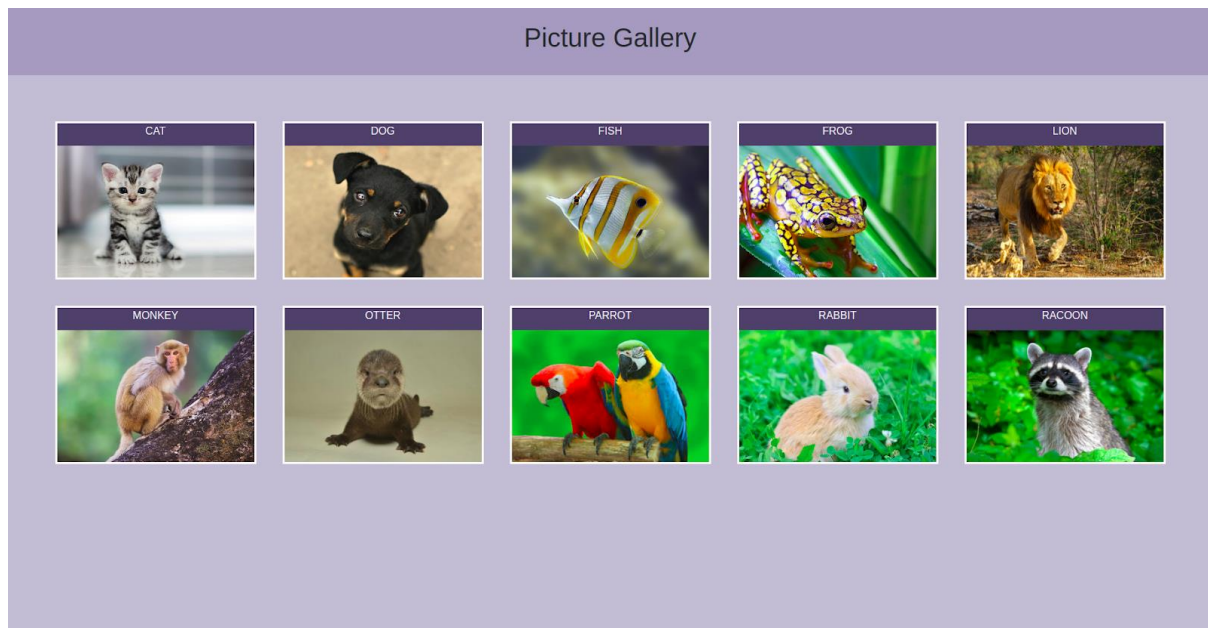 Picture Gallery
CAT
DOG
FISH
FROG
LION
MONKEY
OTTER
PARROT
RABBIT
RACOON